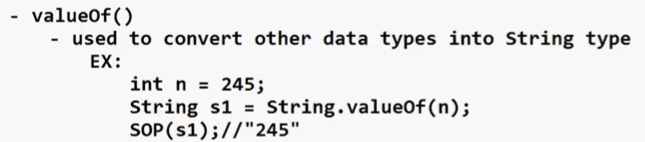 - valueOf()
- used to convert other data types into String type
EX:
int n = 245;
String s1 = String.valueOf(n);
SOP(s1);//"245"